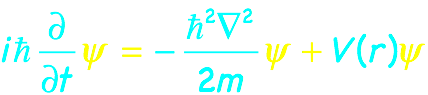 iℏ ∂/∂t ψ = − ℏ²∇²/2m ψ + V(r)ψ